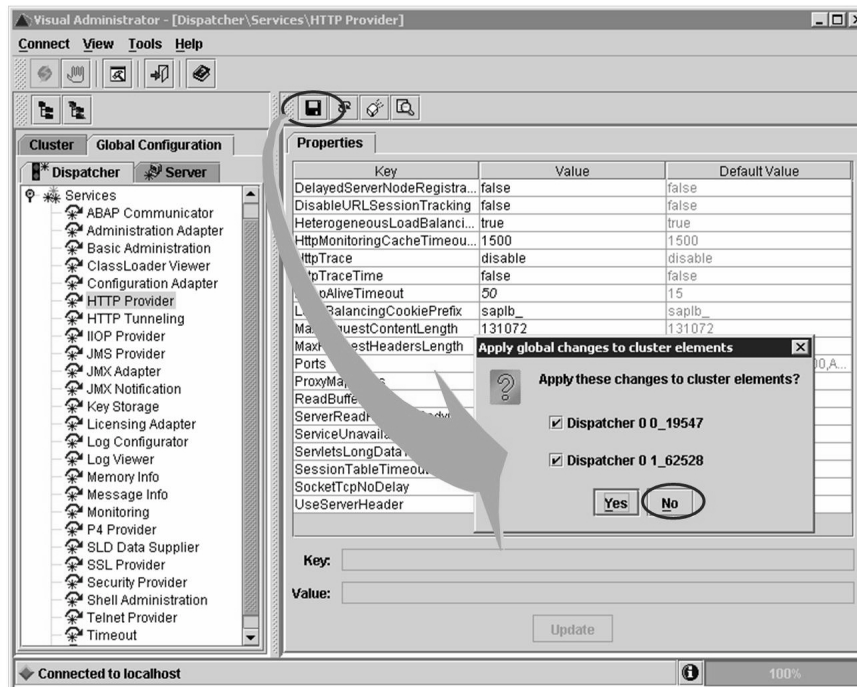 Visual Administrator - [Dispatcher\Services\HTTP Provider]
Connect View Tools Help
Cluster Global Configuration
Dispatcher Server
Services
ABAP Communicator
Administration Adapter
Basic Administration
ClassLoader Viewer
Configuration Adapter
HTTP Provider
HTTP Tunneling
IIOP Provider
JMS Provider
JMX Adapter
JMX Notification
Key Storage
Licensing Adapter
Log Configurator
Log Viewer
Memory Info
Message Info
Monitoring
P4 Provider
SLD Data Supplier
SSL Provider
Security Provider
Shell Administration
Telnet Provider
Timeout
Properties
Key Value Default Value
DelayedServerNodeRegistra... false false
DisableURLSessionTracking false false
HeterogeneousLoadBalanci... true true
HttpMonitoringCacheTimeou... 1500 1500
HttpTrace disable disable
false false
50 15
saplb_ saplb_
131072 131072
Ports
UseServerHeader
SocketTcpNoDelay
Apply global changes to cluster elements
Apply these changes to cluster elements?
Dispatcher 0 0_19547
Dispatcher 0 1_62528
Yes No
Key:
Value:
Update
Connected to localhost
100%